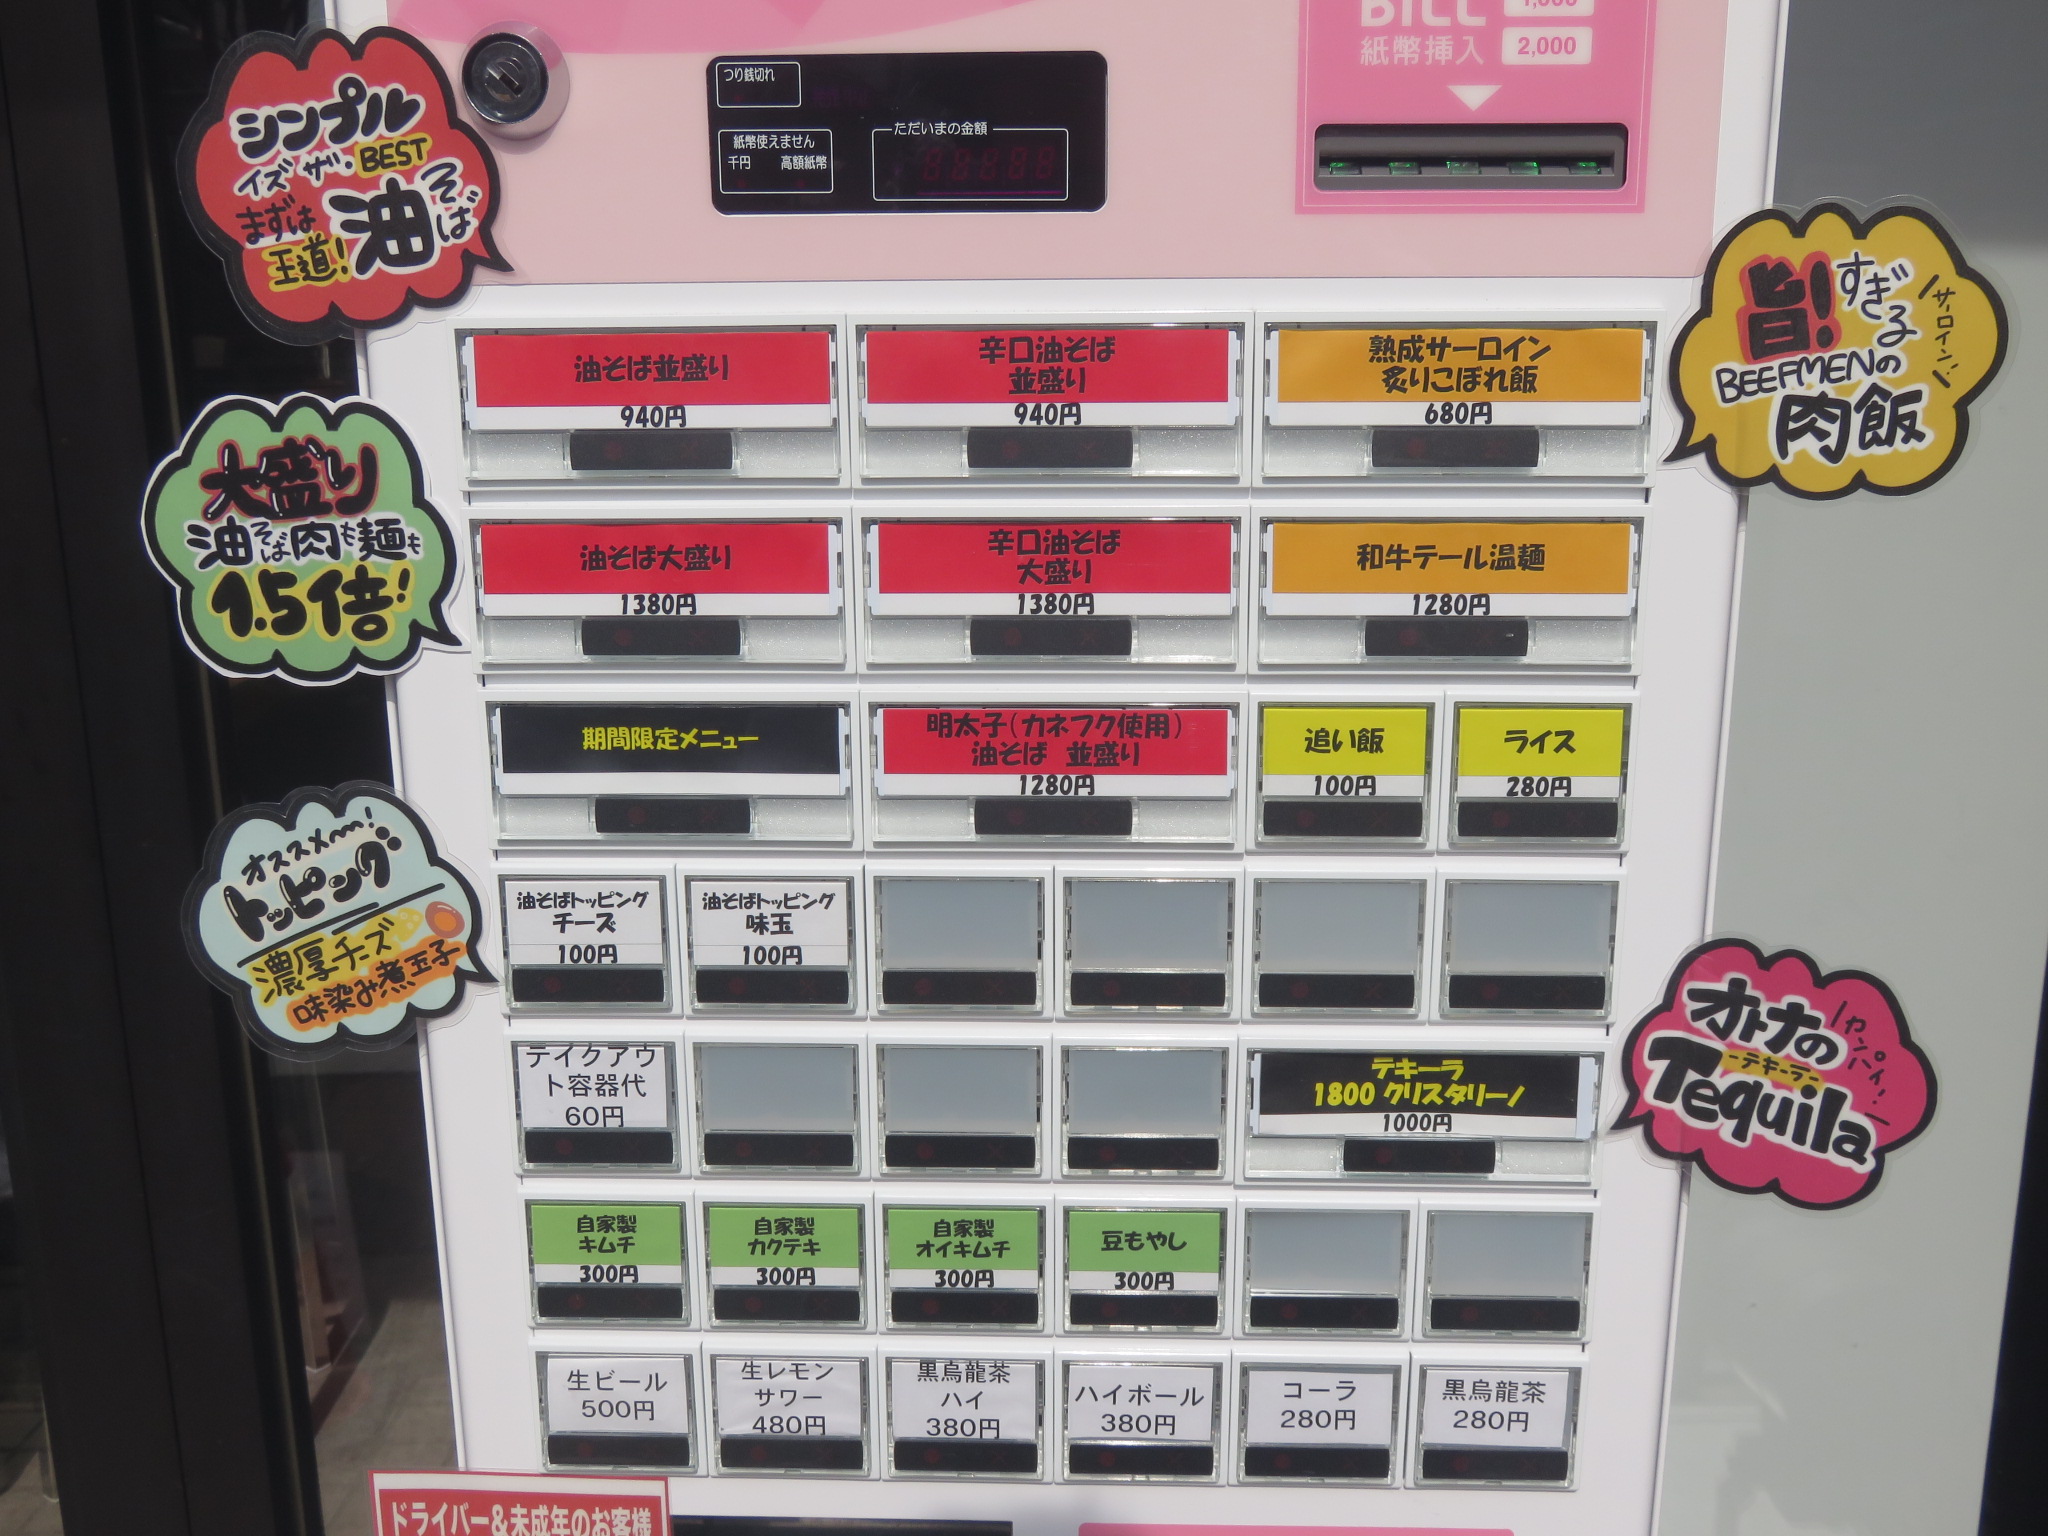 BILL
1,000
紙幣挿入
2,000
つり銭切れ
紙幣使えません
千円 高額紙幣
ただいまの金額
シンプル
イズ ザ・BEST
まずは
王道!
油そば
旨!すぎる
サーロイン!!
BEEFMENの
肉飯
油そば並盛り
940円
辛口油そば
並盛り
940円
熟成サーロイン
炙りこぼれ飯
680円
大盛り
油そば肉も麺も
1.5倍!
油そば大盛り
1380円
辛口油そば
大盛り
1380円
和牛テール温麺
1280円
期間限定メニュー
明太子(カネフク使用)
油そば 並盛り
1280円
追い飯
100円
ライス
280円
オススメ〜!
トッピング
濃厚チーズ
味染み煮玉子
油そばトッピング
チーズ
100円
油そばトッピング
味玉
100円
テイクアウ
ト容器代
60円
テキーラ
1800 クリスタリーノ
1000円
オトナの
カンパイ!
-テキーラ-
Tequila
自家製
キムチ
300円
自家製
カクテキ
300円
自家製
オイキムチ
300円
豆もやし
300円
生ビール
500円
生レモン
サワー
480円
黒烏龍茶
ハイ
380円
ハイボール
380円
コーラ
280円
黒烏龍茶
280円
ドライバー&未成年のお客様